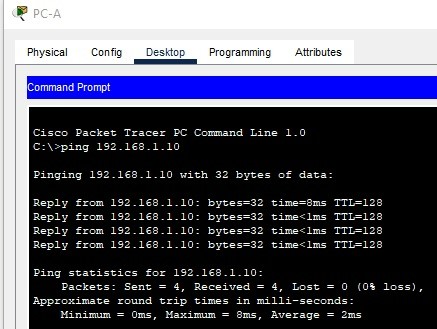 PC-A
Physical Config Desktop Programming Attributes
Command Prompt
Cisco Packet Tracer PC Command Line 1.0
C:\>ping 192.168.1.10
Pinging 192.168.1.10 with 32 bytes of data:
Reply from 192.168.1.10: bytes=32 time=8ms TTL=128
Reply from 192.168.1.10: bytes=32 time<1ms TTL=128
Reply from 192.168.1.10: bytes=32 time<1ms TTL=128
Reply from 192.168.1.10: bytes=32 time<1ms TTL=128
Ping statistics for 192.168.1.10:
Packets: Sent = 4, Received = 4, Lost = 0 (0% loss),
Approximate round trip times in milli-seconds:
Minimum = 0ms, Maximum = 8ms, Average = 2ms